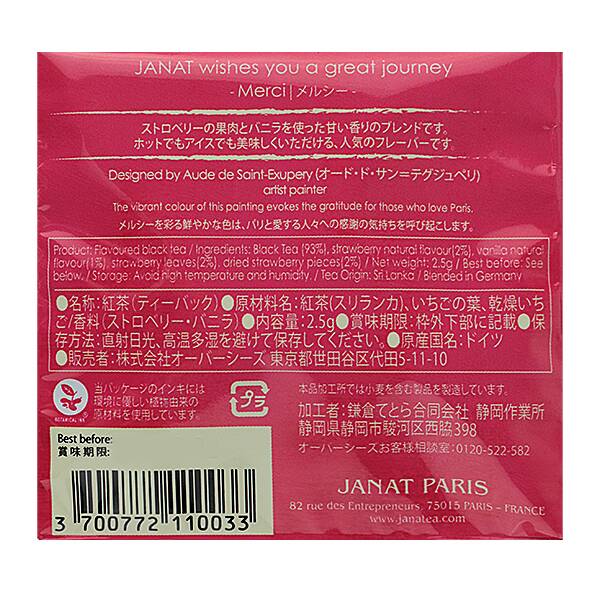 JANAT wishes you a great journey
- Merci | メルシー -
ストロベリーの果肉とバニラを使った甘い香りのブレンドです。
ホットでもアイスでも美味しくいただける、人気のフレーバーです。
Designed by Aude de Saint-Exupery (オード・ド・サン=テグジュペリ)
artist painter
The vibrant colour of this painting evokes the gratitude for those who love Paris.
メルシーを彩る鮮やかな色は、パリと愛する人々への感謝の気持ちを呼び起こします。
Product: Flavoured black tea / Ingredients: Black Tea (93%), strawberry natural flavour(2%), vanilla natural
flavour(1%), strawberry leaves(2%), dried strawberry pieces(2%) / Net weight: 2.5g / Best before: See
below. / Storage: Avoid high temperature and humidity. / Tea Origin: Sri Lanka / Blended in Germany
●名称:紅茶(ティーバック)●原材料名:紅茶(スリランカ)、いちごの葉、乾燥いち
ご/香料(ストロベリー・バニラ)●内容量:2.5g●賞味期限:枠外下部に記載●保
存方法:直射日光、高温多湿を避けて保存してください。●原産国名:ドイツ
●販売者:株式会社オーバーシーズ 東京都世田谷区代田5-11-10
当パッケージのインキには
環境に優しい植物由来の
原材料を使用しています。
BOTANICAL INK
プラ
本品加工所では小麦を含む製品を製造しています。
加工者:鎌倉てとら合同会社 静岡作業所
静岡県静岡市駿河区西脇398
オーバーシーズお客様相談室:0120-522-582
Best before:
賞味期限:
3 700772 110033
JANAT PARIS
82 rue des Entrepreneurs, 75015 PARIS - FRANCE
www.janatea.com